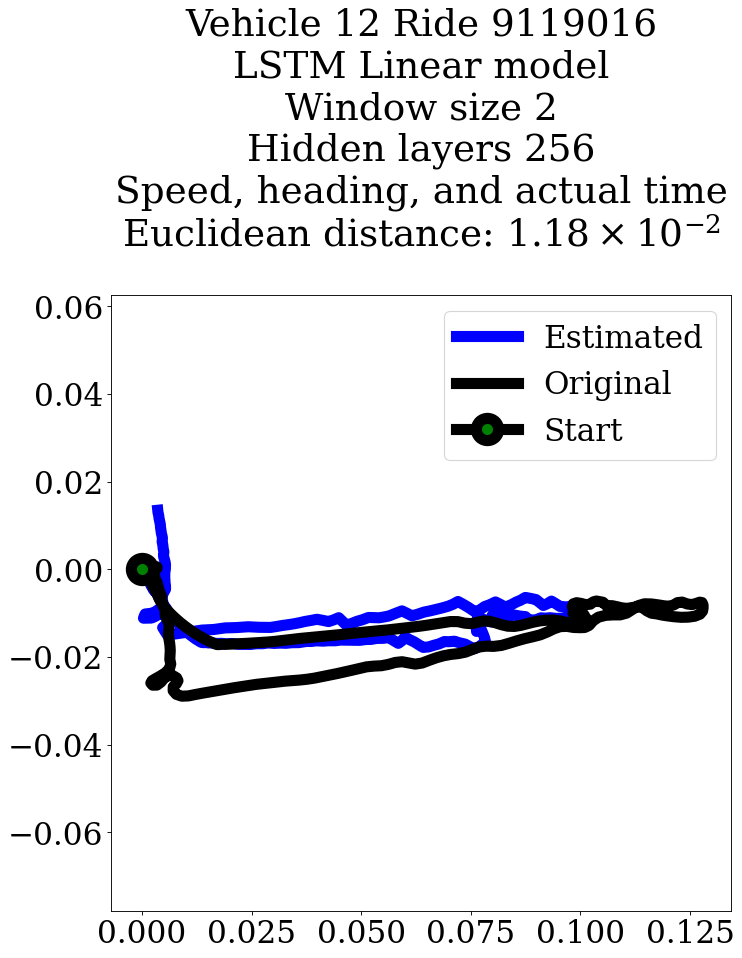 Vehicle 12 Ride 9119016
LSTM Linear model
Window size 2
Hidden layers 256
Speed, heading, and actual time
Euclidean distance: 1.18 × 10⁻²
0.06
0.04
0.02
0.00
−0.02
−0.04
−0.06
Estimated
Original
Start
0.000 0.025 0.050 0.075 0.100 0.125